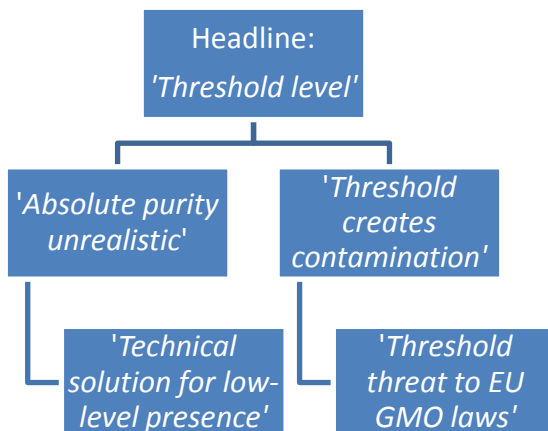 Headline:
'Threshold level'
'Absolute purity
unrealistic'
'Threshold
creates
contamination'
'Technical
solution for low-
level presence'
'Threshold
threat to EU
GMO laws'